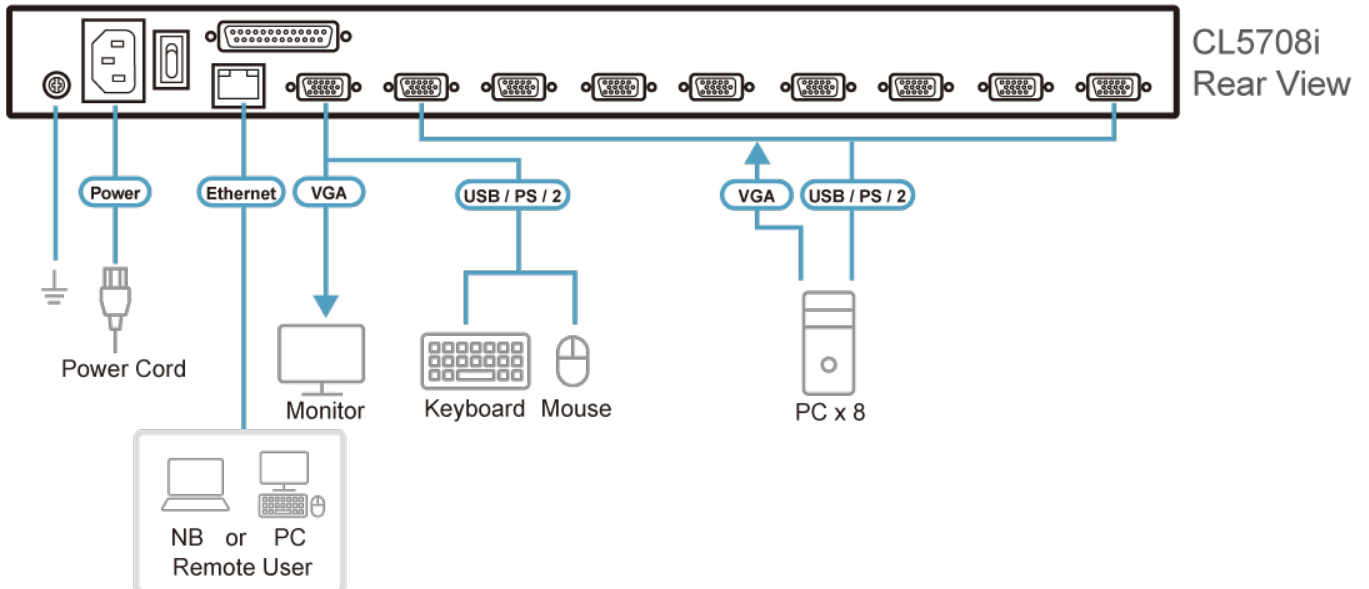 CL5708i
Rear View
Power
Ethernet
VGA
USB / PS / 2
VGA
USB / PS / 2
Power Cord
Monitor
Keyboard
Mouse
PC x 8
NB or PC
Remote User